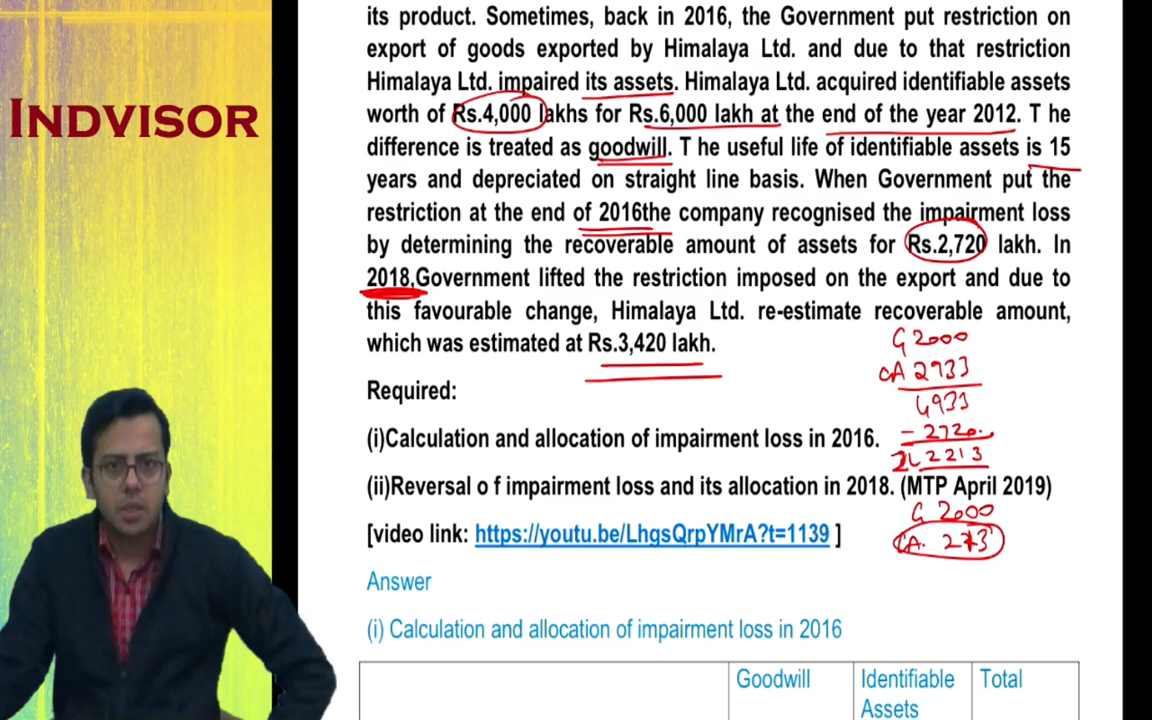 INDVISOR
its product. Sometimes, back in 2016, the Government put restriction on
export of goods exported by Himalaya Ltd. and due to that restriction
Himalaya Ltd. impaired its assets. Himalaya Ltd. acquired identifiable assets
worth of Rs.4,000 lakhs for Rs.6,000 lakh at the end of the year 2012. T he
difference is treated as goodwill. T he useful life of identifiable assets is 15
years and depreciated on straight line basis. When Government put the
restriction at the end of 2016the company recognised the impairment loss
by determining the recoverable amount of assets for Rs.2,720 lakh. In
2018,Government lifted the restriction imposed on the export and due to
this favourable change, Himalaya Ltd. re-estimate recoverable amount,
which was estimated at Rs.3,420 lakh.
G 2000
CA 2933
4933
- 2720.
IL 2213
Required:
(i)Calculation and allocation of impairment loss in 2016.
(ii)Reversal o f impairment loss and its allocation in 2018. (MTP April 2019)
G 2000
CA. 213
[video link: https://youtu.be/LhgsQrpYMrA?t=1139 ]
Answer
(i) Calculation and allocation of impairment loss in 2016
Goodwill Identifiable Total
Assets